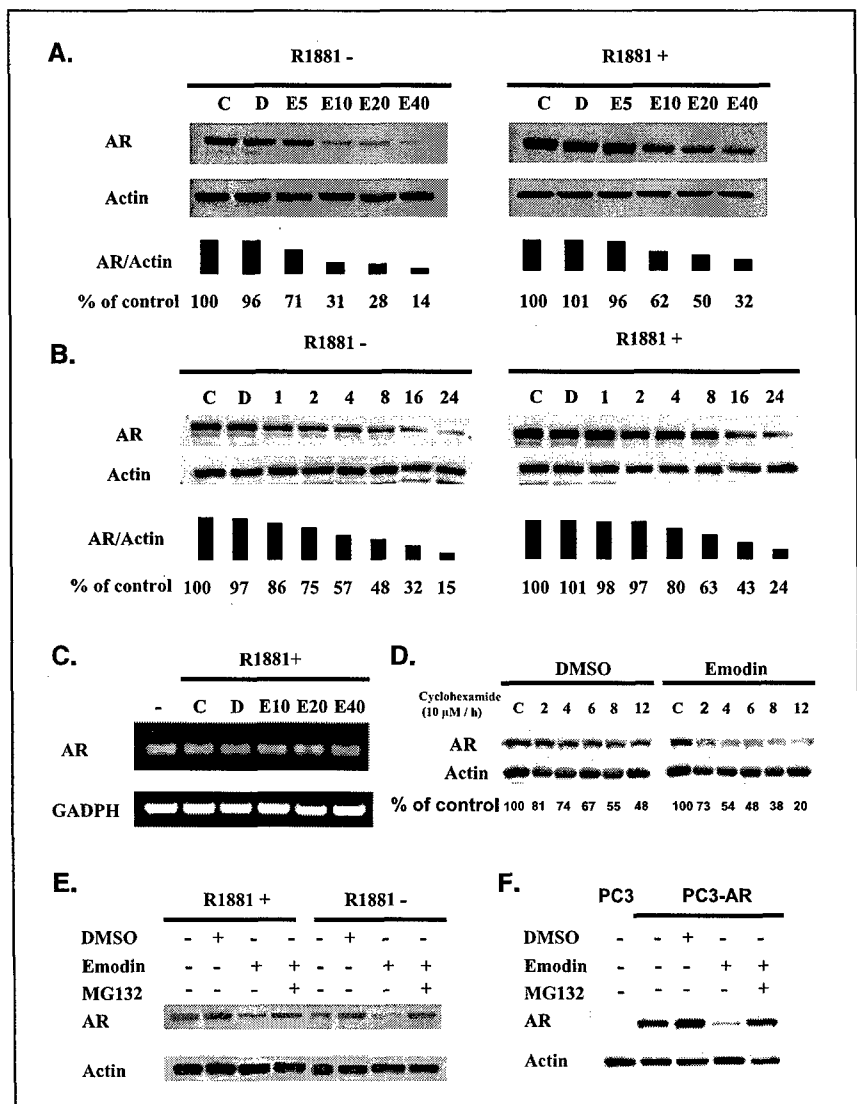 A.
R1881 - R1881 +
C D E5 E10 E20 E40 C D E5 E10 E20 E40
AR
Actin
AR/Actin
% of control 100 96 71 31 28 14 100 101 96 62 50 32
B.
R1881 - R1881 +
C D 1 2 4 8 16 24 C D 1 2 4 8 16 24
AR
Actin
AR/Actin
% of control 100 97 86 75 57 48 32 15 100 101 98 97 80 63 43 24
C.
R1881+
- C D E10 E20 E40
AR
GADPH
D.
DMSO Emodin
Cyclohexamide
(10 µM / h) C 2 4 6 8 12 C 2 4 6 8 12
AR
Actin
% of control 100 81 74 67 55 48 100 73 54 48 38 20
E.
R1881 + R1881 -
DMSO - + - - - + - -
Emodin - - + + - - + +
MG132 - - - + - - - +
AR
Actin
F.
PC3 PC3-AR
DMSO - - + - -
Emodin - - - + +
MG132 - - - - +
AR
Actin